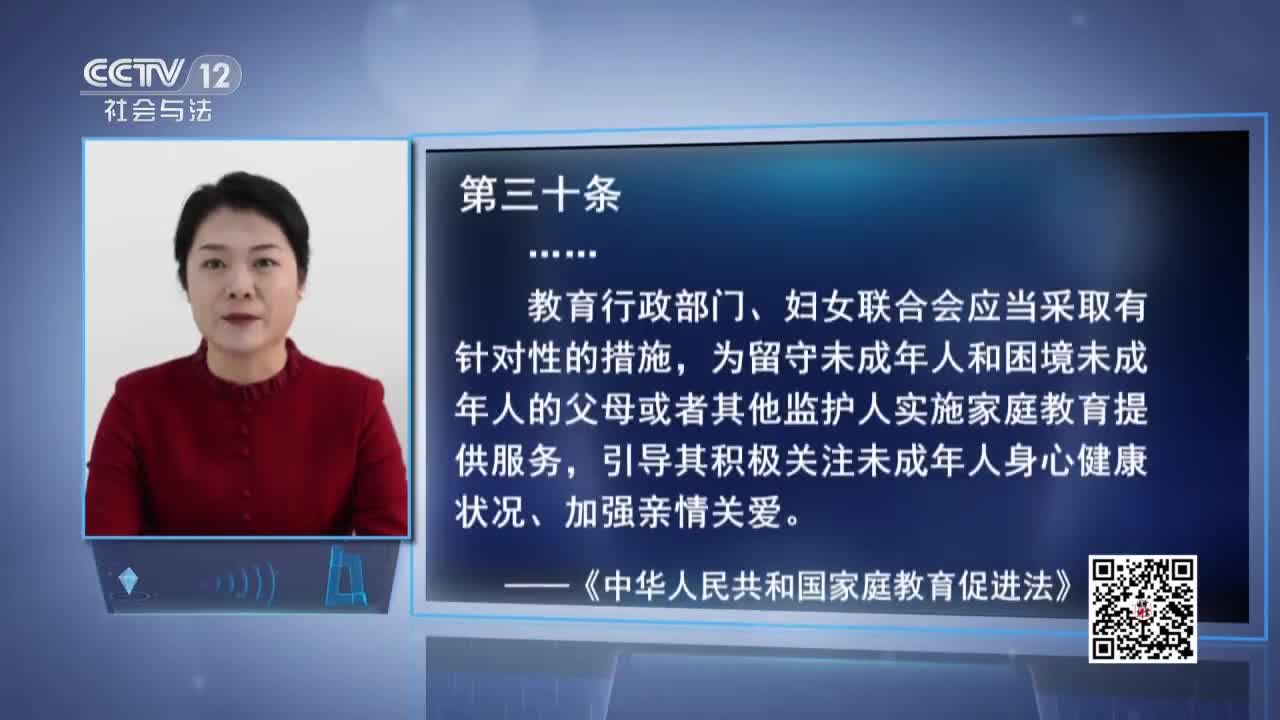 CCTV 12
社会与法
第三十条
……
教育行政部门、妇女联合会应当采取有
针对性的措施，为留守未成年人和困境未成
年人的父母或者其他监护人实施家庭教育提
供服务，引导其积极关注未成年人身心健康
状况、加强亲情关爱。
——《中华人民共和国家庭教育促进法》